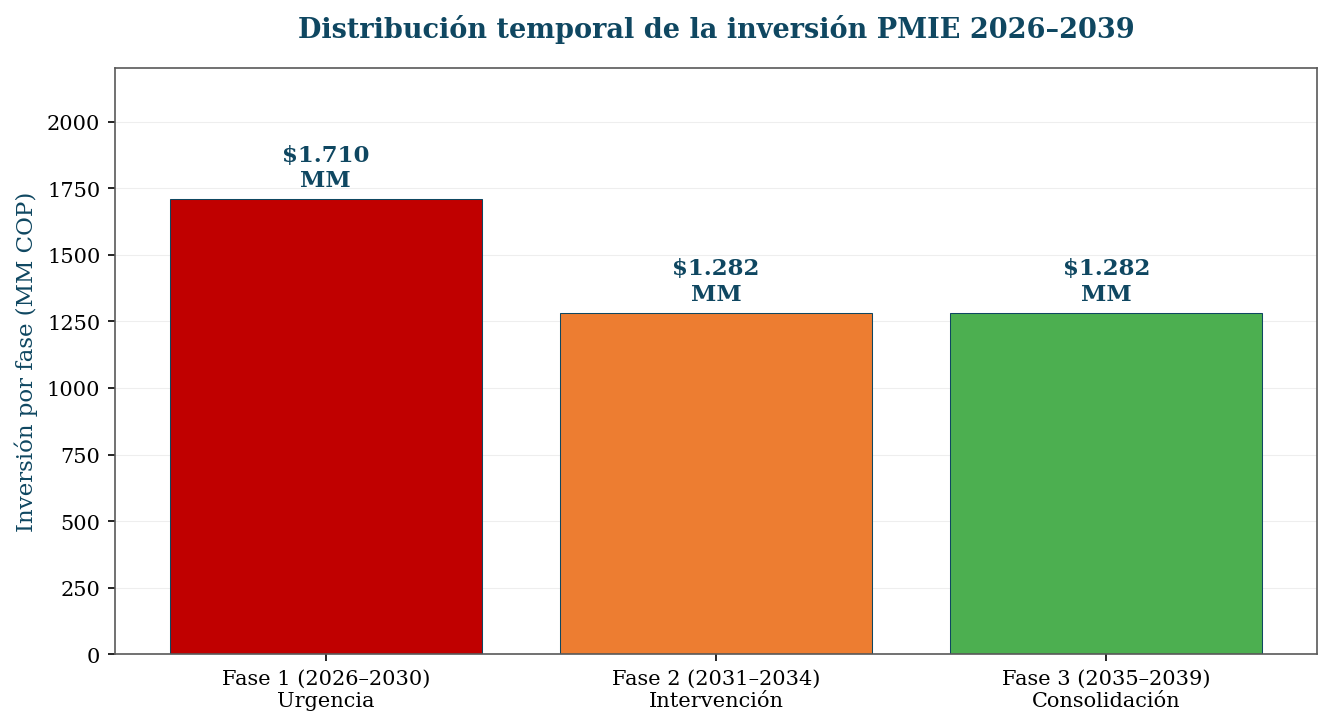 Distribución temporal de la inversión PMIE 2026–2039
Inversión por fase (MM COP)
2000
1750
1500
1250
1000
750
500
250
0
$1.710
MM
$1.282
MM
$1.282
MM
Fase 1 (2026–2030)
Urgencia
Fase 2 (2031–2034)
Intervención
Fase 3 (2035–2039)
Consolidación